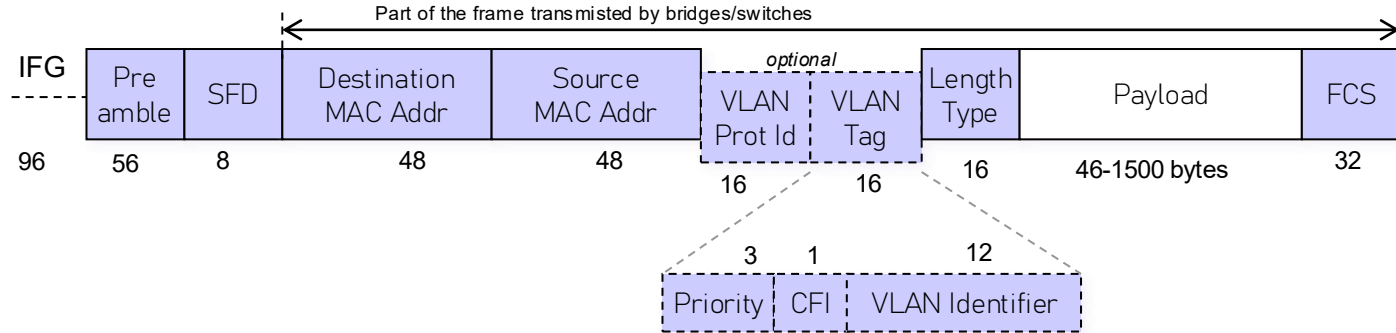 Part of the frame transmisted by bridges/switches
IFG
Pre
amble
SFD
Destination
MAC Addr
Source
MAC Addr
optional
VLAN
Prot Id
VLAN
Tag
Length
Type
Payload
FCS
96
56
8
48
48
16
16
16
46-1500 bytes
32
3
1
12
Priority
CFI
VLAN Identifier